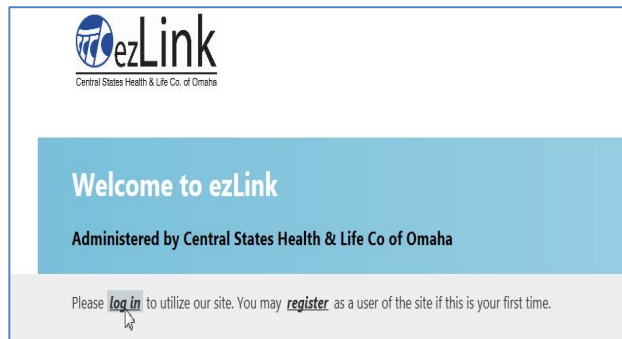 ezLink
Central States Health & Life Co. of Omaha
Welcome to ezLink
Administered by Central States Health & Life Co of Omaha
Please log in to utilize our site. You may register as a user of the site if this is your first time.